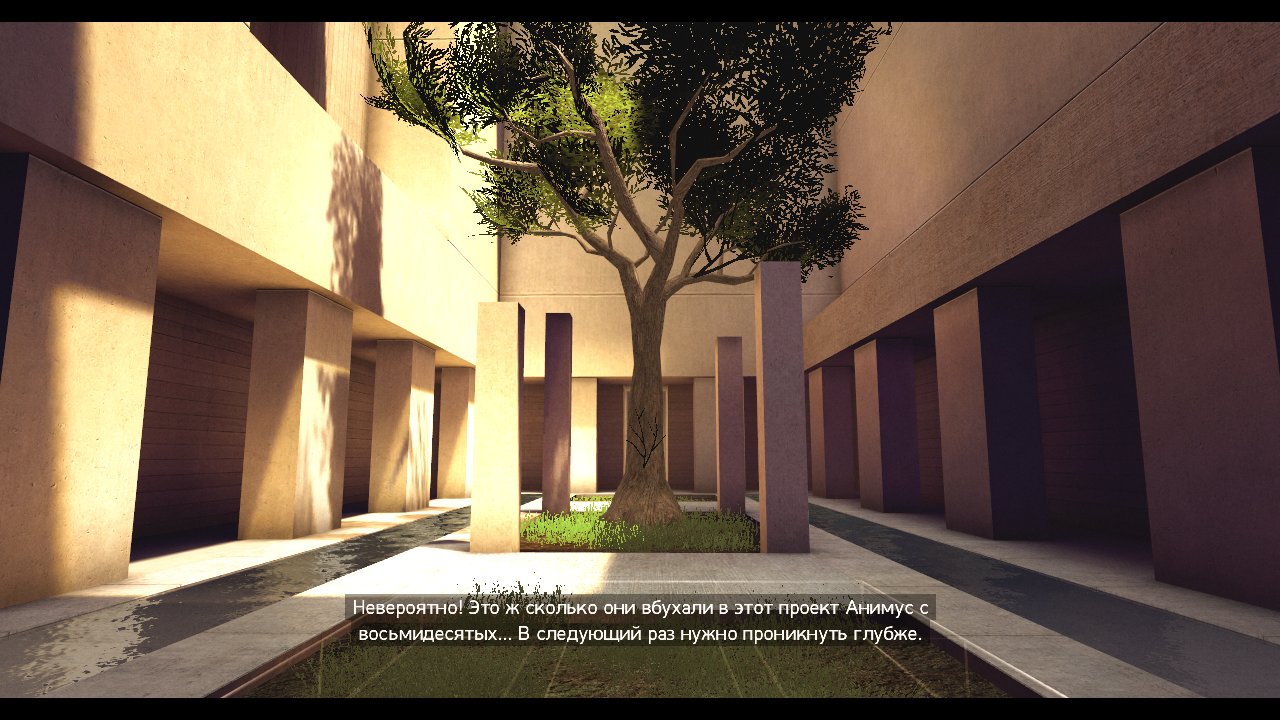 Невероятно! Это ж сколько они вбухали в этот проект Анимус с
восьмидесятых... В следующий раз нужно проникнуть глубже.